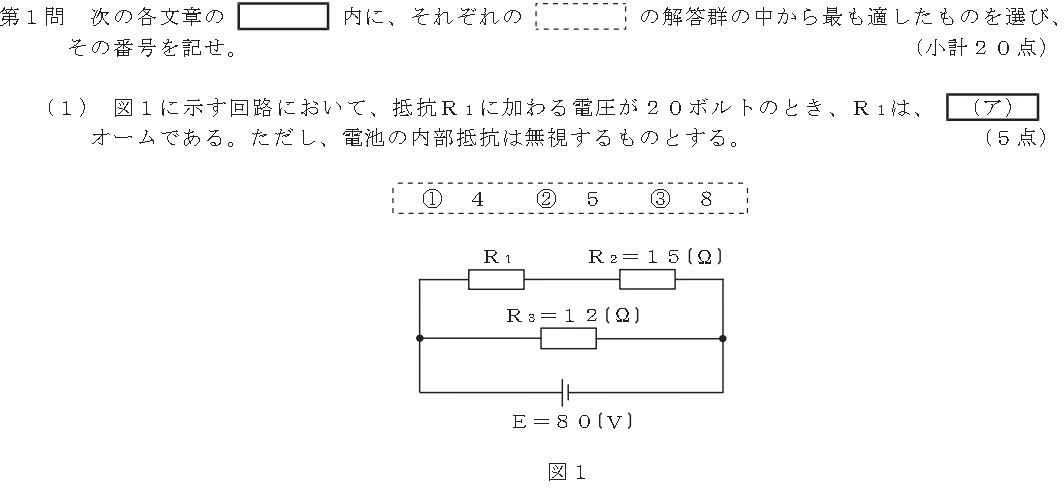 第１問　次の各文章の　　　　内に、それぞれの　　　　の解答群の中から最も適したものを選び、
その番号を記せ。　（小計２０点）
（１）　図１に示す回路において、抵抗Ｒ₁に加わる電圧が２０ボルトのとき、Ｒ₁は、（ア）
オームである。ただし、電池の内部抵抗は無視するものとする。　（５点）
①　４　②　５　③　８
Ｒ₁　Ｒ₂＝１５〔Ω〕
Ｒ₃＝１２〔Ω〕
Ｅ＝８０〔Ｖ〕
図１